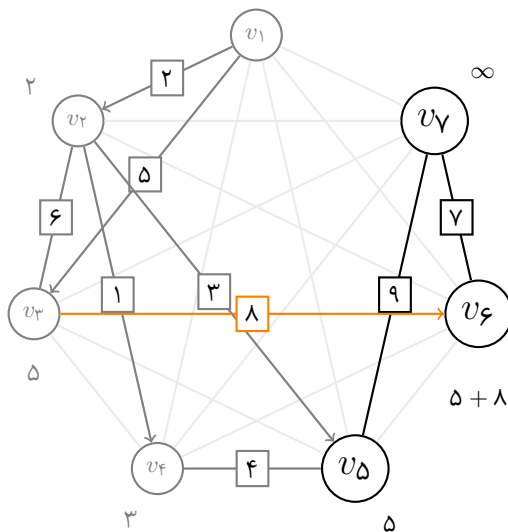 v۱
∞
۲
۲
v۲
v۷
۵
۶
۷
۱
۳
۹
v۳
۸
v۶
۵
۵ + ۸
v۴
۴
v۵
۳
۵